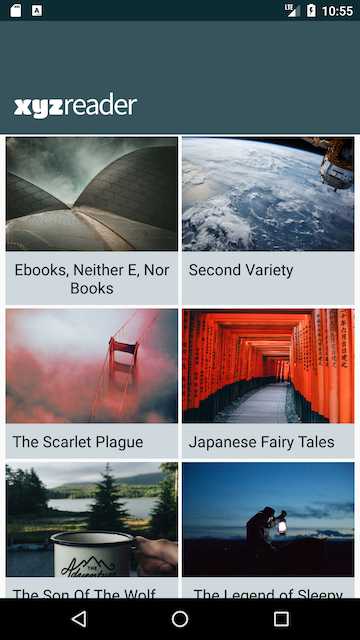 A
LTE
10:55
xyzreader
Ebooks, Neither E, Nor
Books
Second Variety
The Scarlet Plague
Japanese Fairy Tales
THE
Adventure
The Son Of The Wolf
The Legend of Sleepy